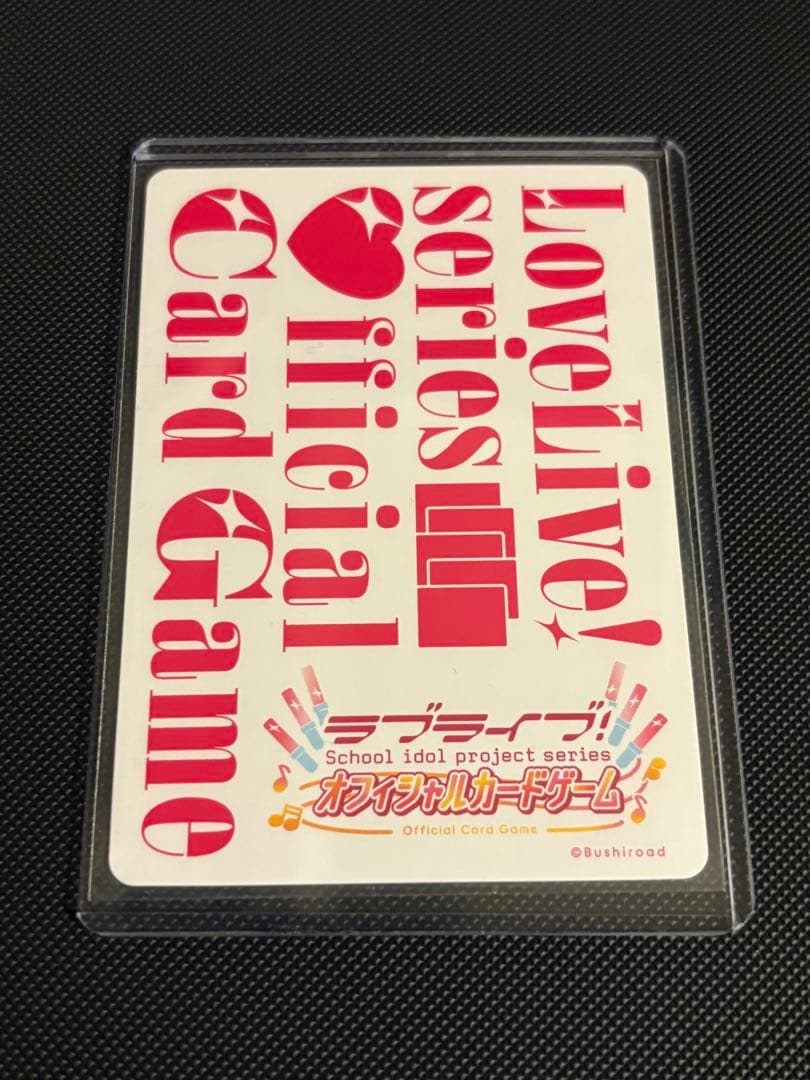 LoveLive!
series
Official
Card Game
ラブライブ!
School idol project series
オフィシャルカードゲーム
Official Card Game
©Bushiroad